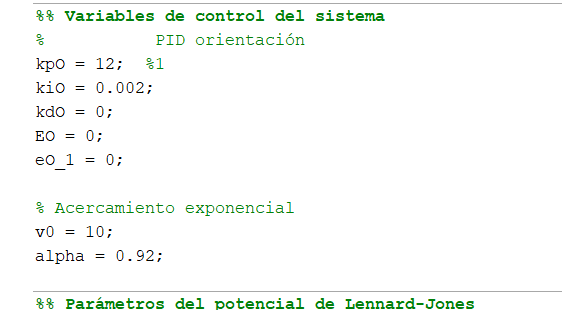 %% Variables de control del sistema
% PID orientación
kpO = 12; %1
kiO = 0.002;
kdO = 0;
EO = 0;
eO_1 = 0;
% Acercamiento exponencial
v0 = 10;
alpha = 0.92;
%% Parámetros del potencial de Lennard-Jones